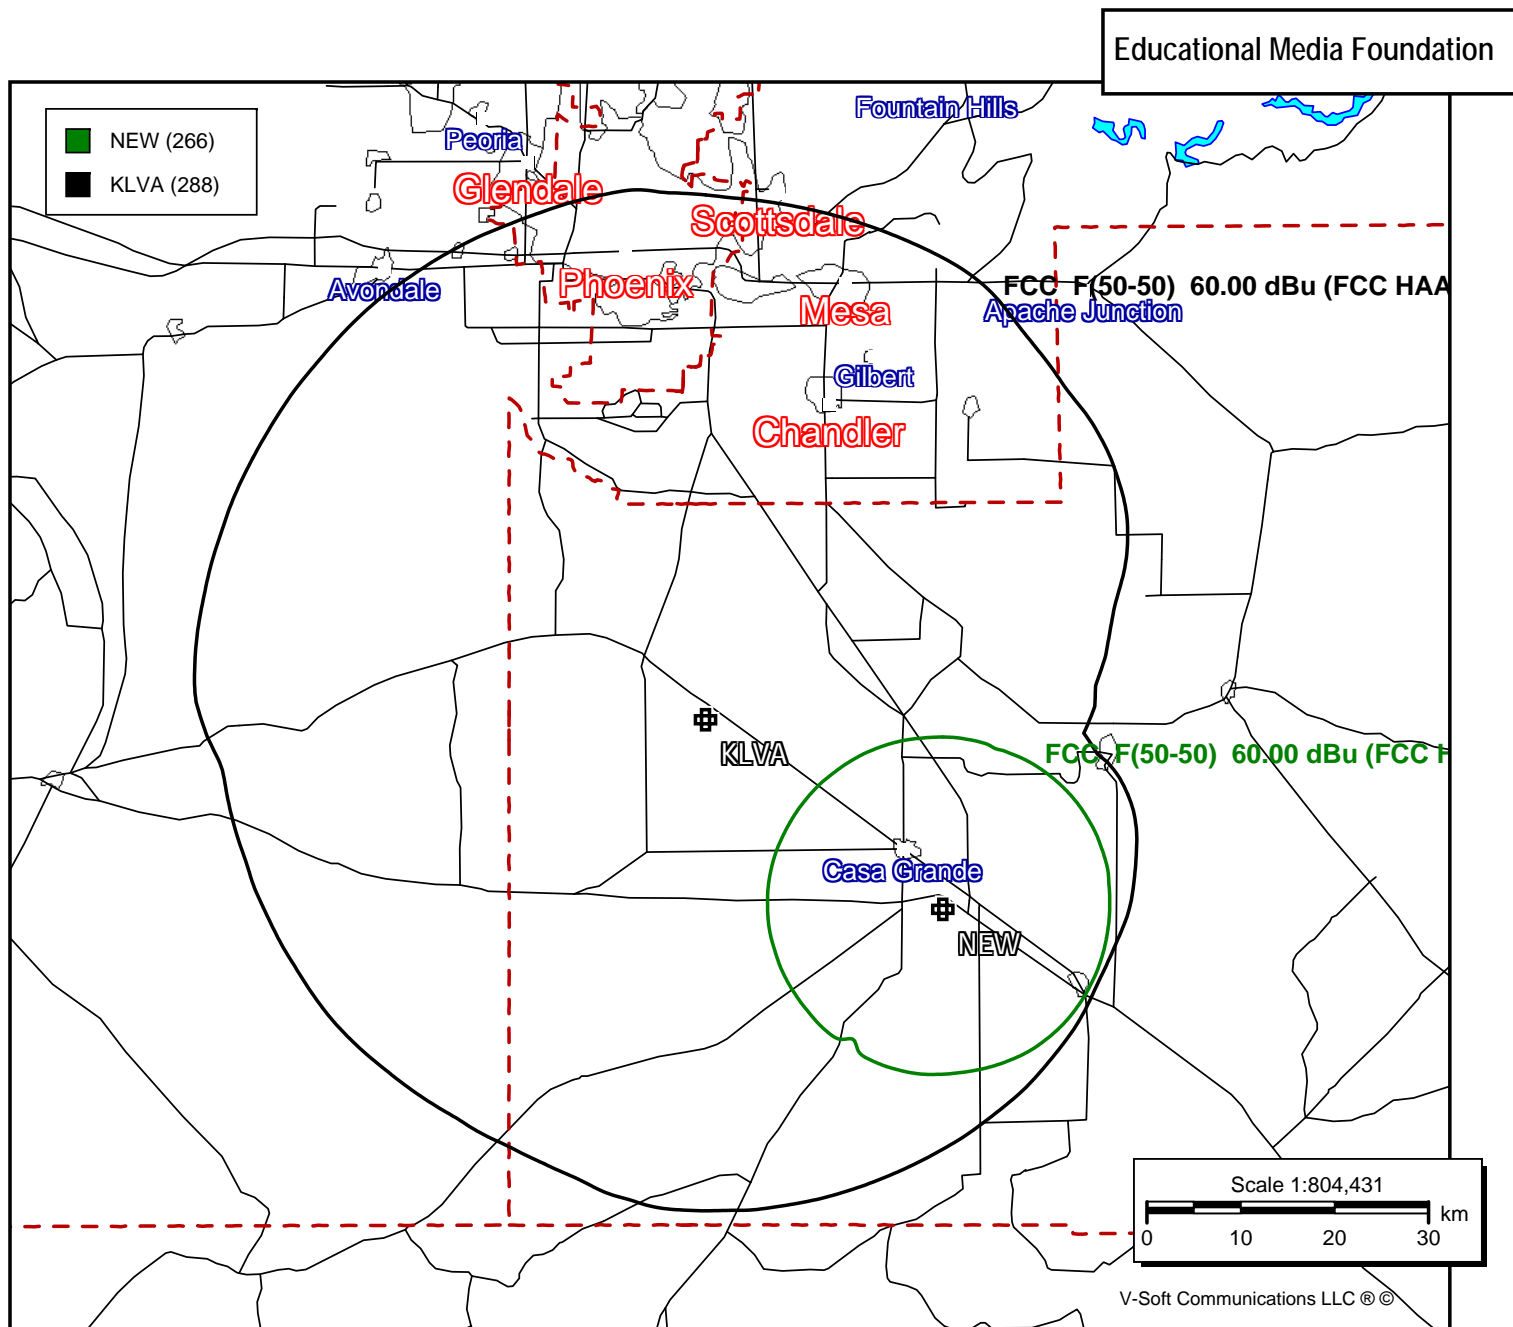 Educational Media Foundation
NEW (266)
KLVA (288)
Fountain Hills
Peoria
Glendale
Scottsdale
Avondale
Phoenix
FCC F(50-50) 60.00 dBu (FCC HAA
Mesa
Apache Junction
Gilbert
Chandler
KLVA
FCC F(50-50) 60.00 dBu (FCC H
Casa Grande
NEW
Scale 1:804,431
km
0 10 20 30
V-Soft Communications LLC ® ©